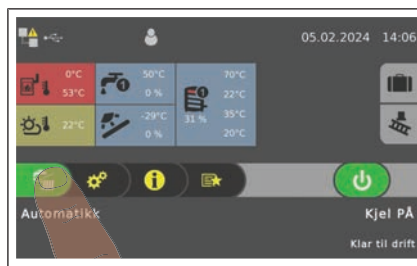 05.02.2024 14:06
0°C
53°C
50°C
0 %
70°C
22°C
22°C
-29°C
0 %
31 %
35°C
20°C
Automatikk
Kjel PÅ
Klar til drift